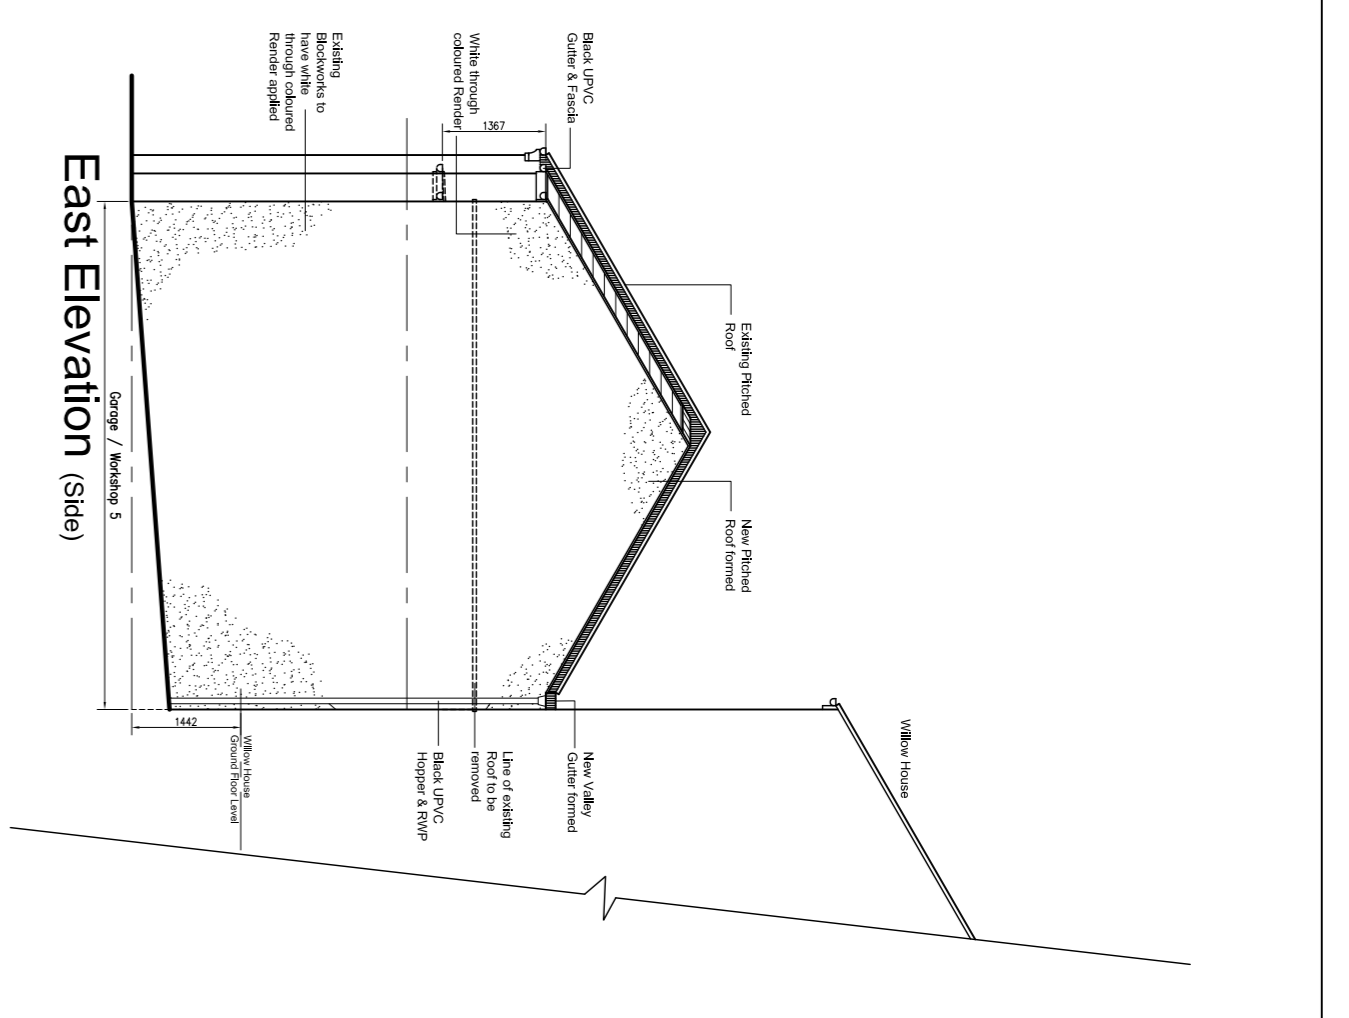 Black UPVC
Gutter & Fascia
White through
coloured Render
Existing
Blockworks to
have white
through coloured
Render applied
1367
Existing Pitched
Roof
New Pitched
Roof formed
Willow House
New Valley
Gutter formed
Line of existing
Roof to be
removed
Black UPVC
Hopper & RWP
Willow House
Ground Floor Level
1442
Garage / Workshop 5
East Elevation (Side)